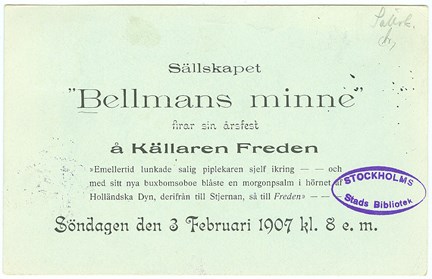 Sällskapet
"Bellmans minne"
firar sin årsfest
å Källaren Freden
»Emellertid lunkade salig piplekaren sjelf ikring — — och
med sitt nya buxbomsoboe blåste en morgonpsalm i hörnet af
Holländska Dyn, derifrån till Stjernan, så till Freden» — —
STOCKHOLMS
Stads Bibliotek
Söndagen den 3 Februari 1907 kl. 8 e. m.